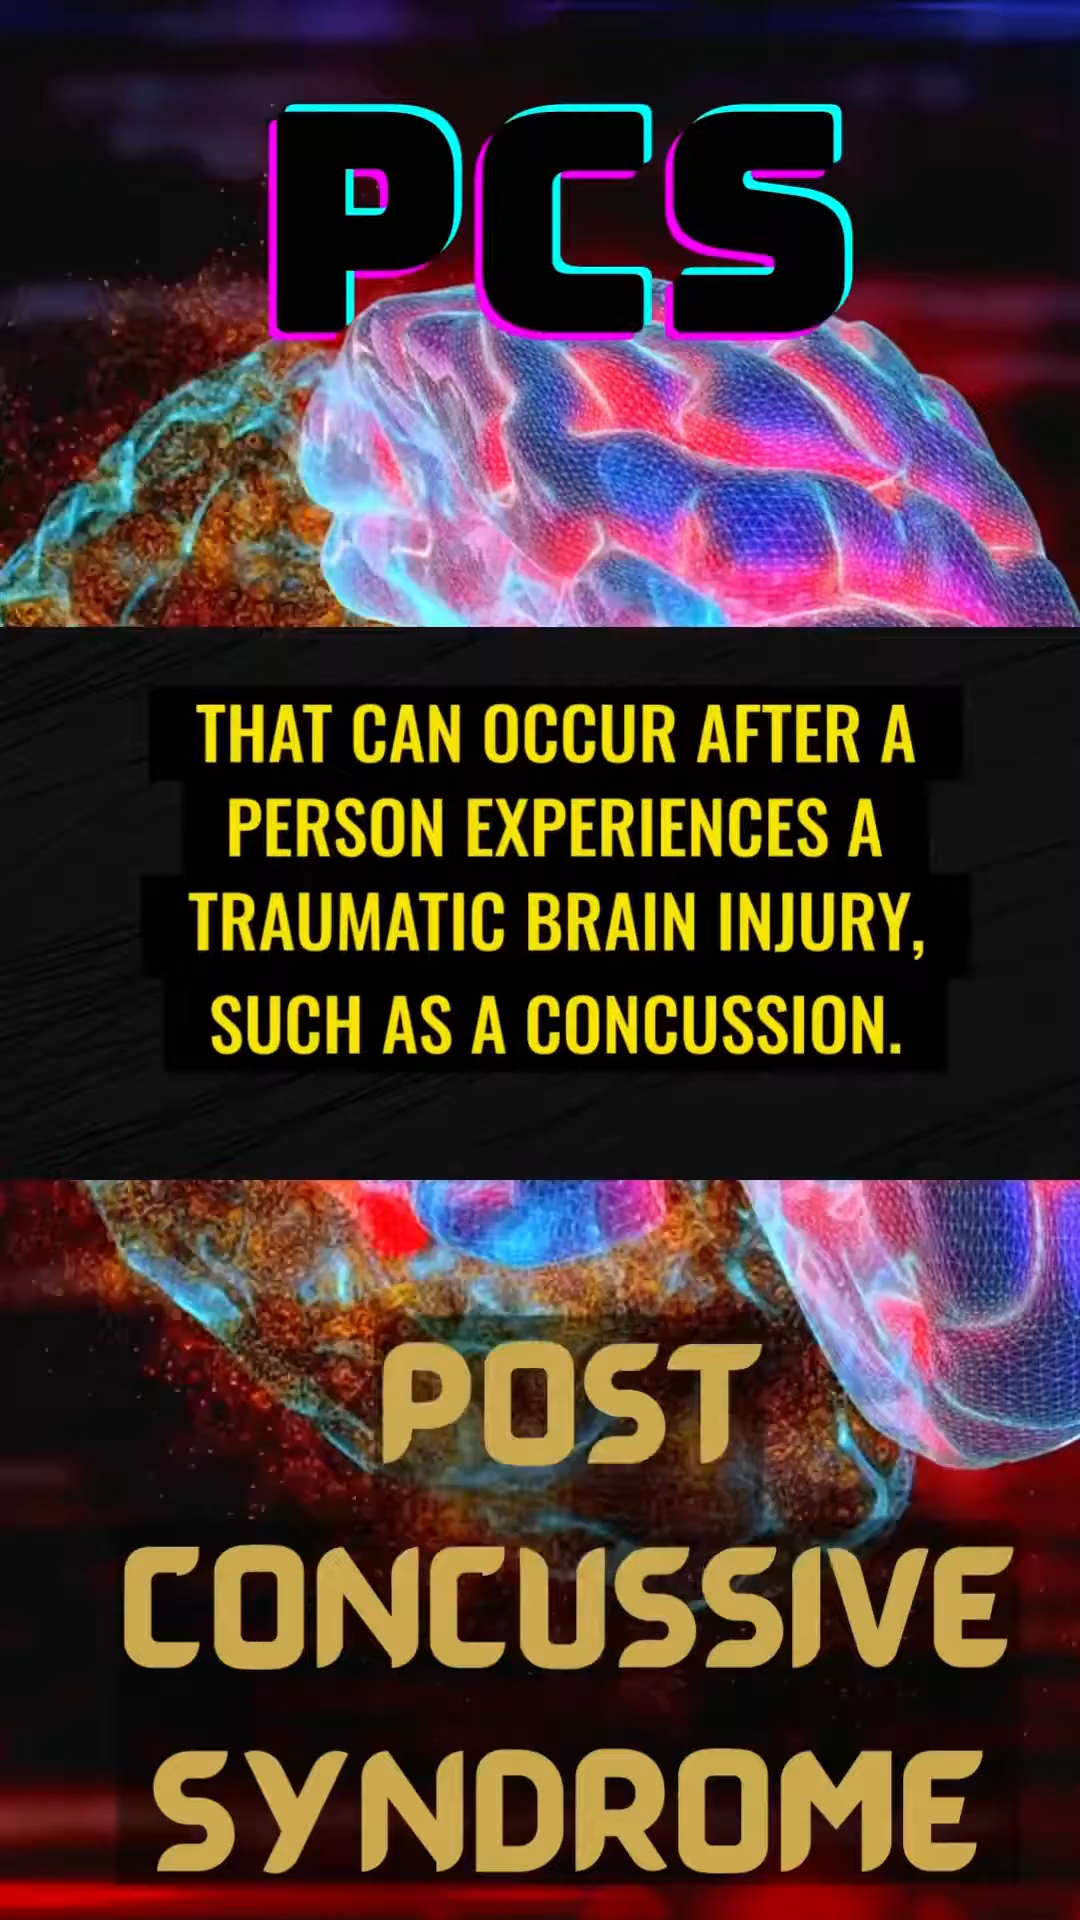 PCS
THAT CAN OCCUR AFTER A
PERSON EXPERIENCES A
TRAUMATIC BRAIN INJURY,
SUCH AS A CONCUSSION.
POST
CONCUSSIVE
SYNDROME